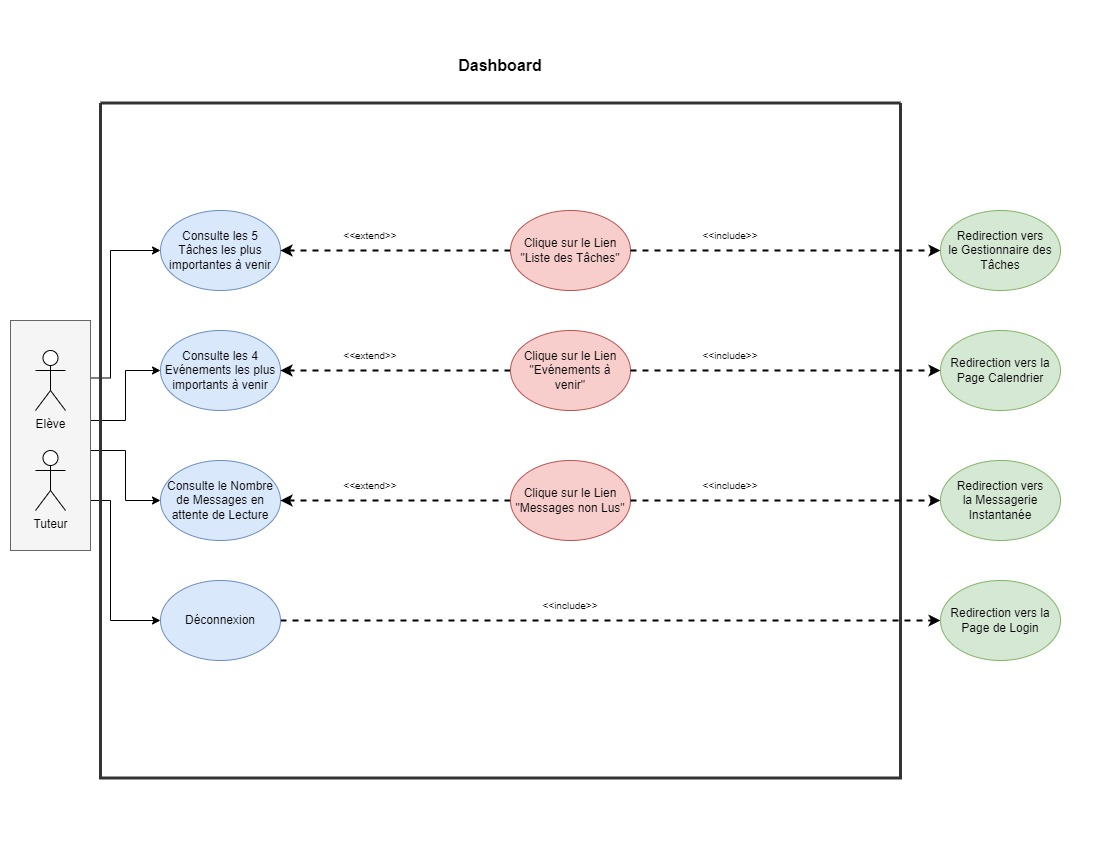 Dashboard
Consulte les 5
Tâches les plus
importantes à venir
<<extend>>
Clique sur le Lien
"Liste des Tâches"
<<include>>
Redirection vers
le Gestionnaire des
Tâches
Elève
Consulte les 4
Evénements les plus
importants à venir
<<extend>>
Clique sur le Lien
"Evénements à
venir"
<<include>>
Redirection vers la
Page Calendrier
Tuteur
Consulte le Nombre
de Messages en
attente de Lecture
<<extend>>
Clique sur le Lien
"Messages non Lus"
<<include>>
Redirection vers
la Messagerie
Instantanée
Déconnexion
<<include>>
Redirection vers la
Page de Login